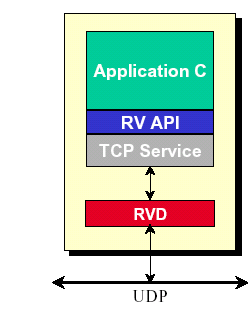 Application C
RV API
TCP Service
RVD
UDP